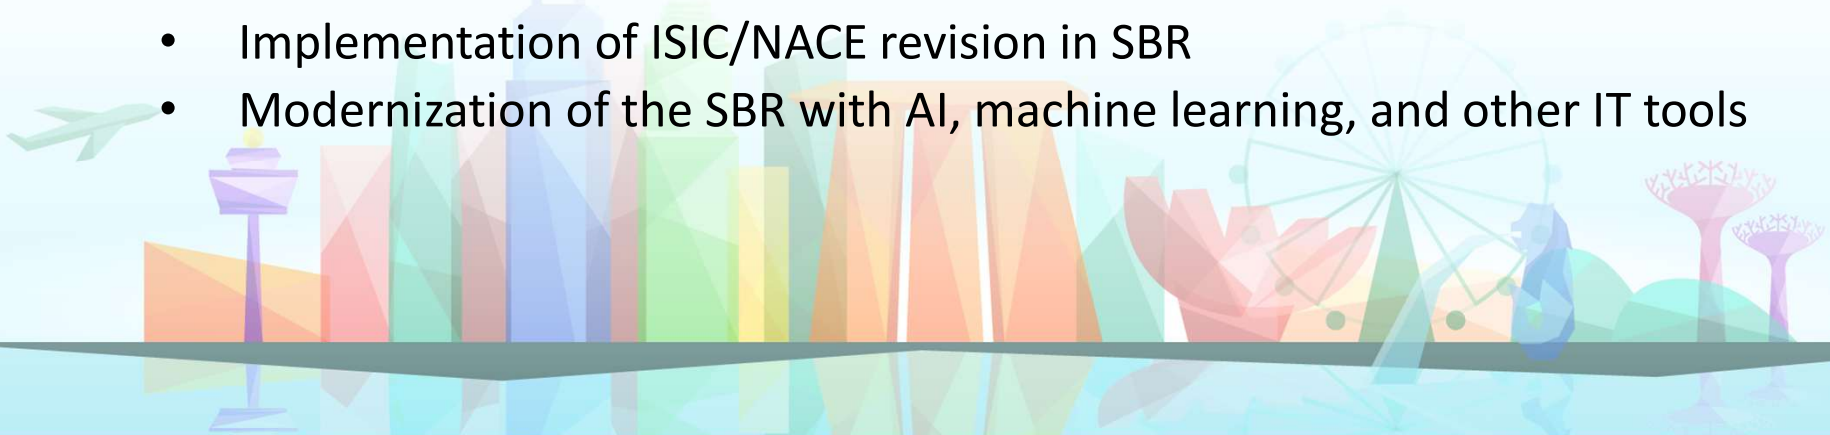 • Implementation of ISIC/NACE revision in SBR
• Modernization of the SBR with AI, machine learning, and other IT tools